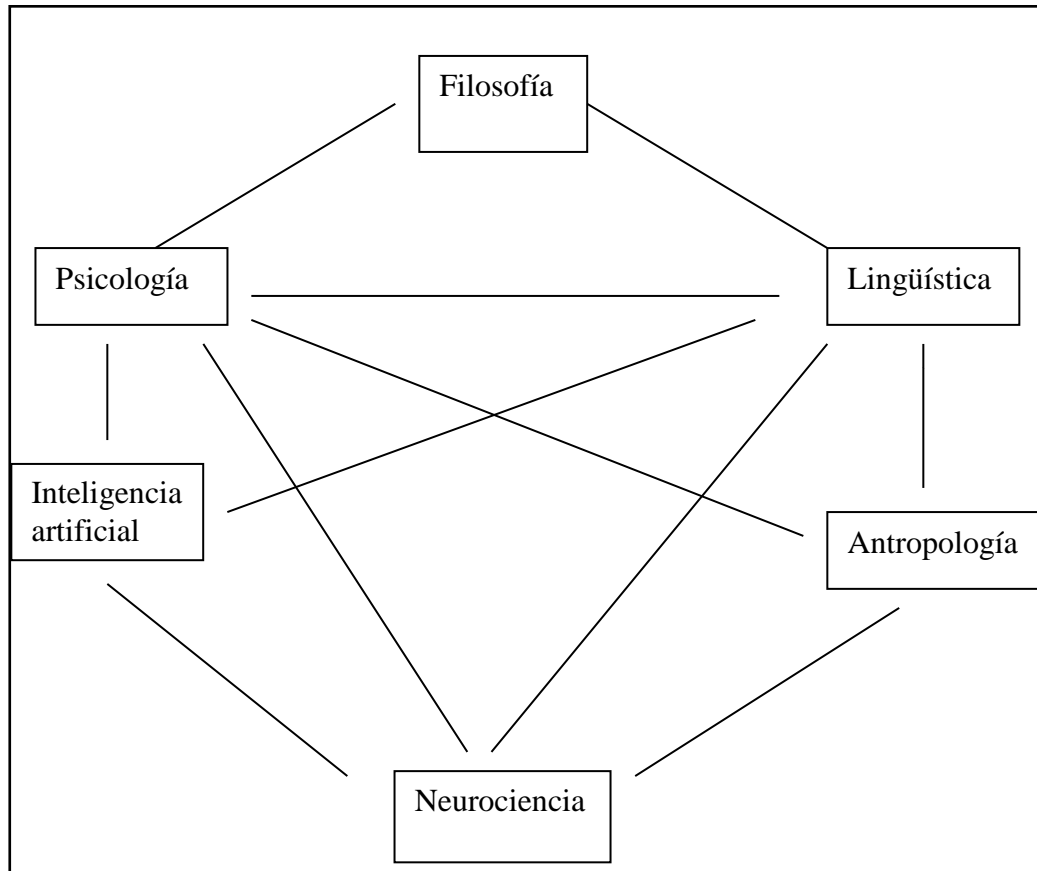 Filosofía
Psicología
Lingüística
Inteligencia
artificial
Antropología
Neurociencia